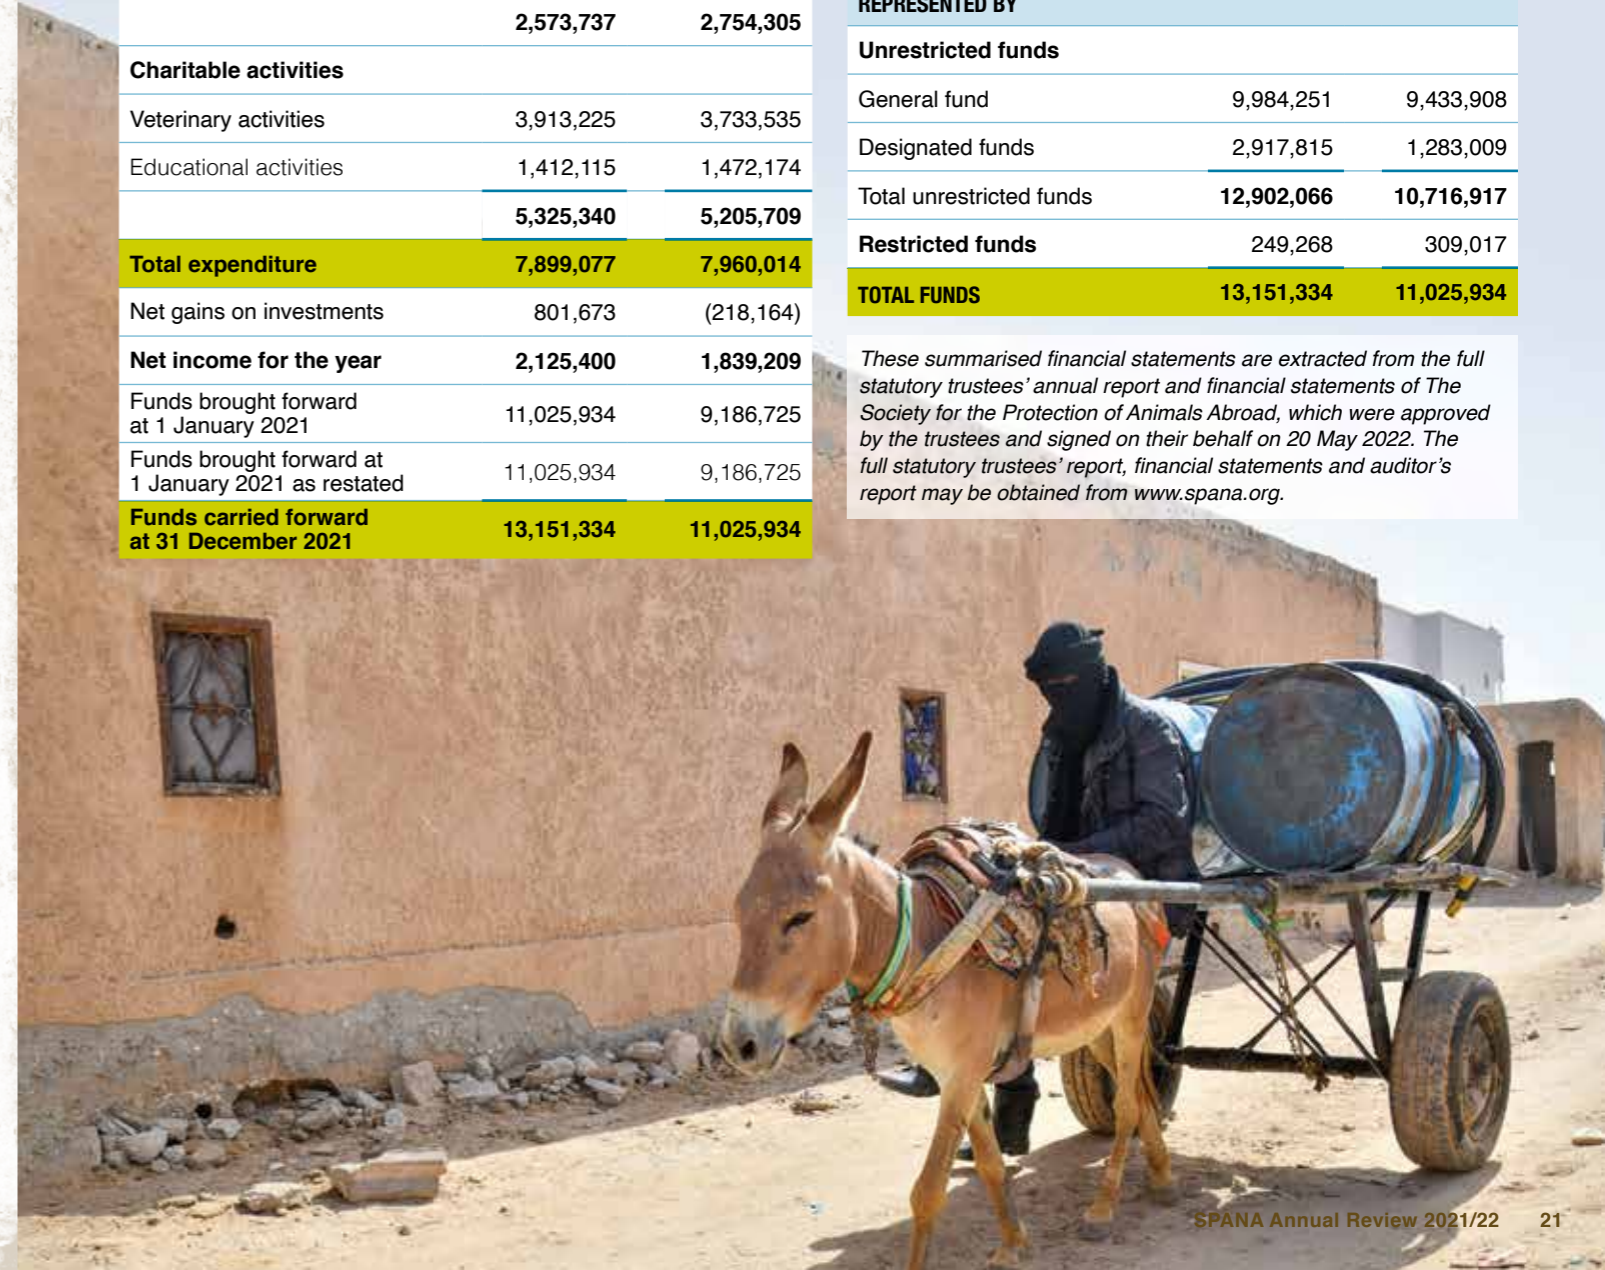 2,573,737 2,754,305
Charitable activities
Veterinary activities 3,913,225 3,733,535
Educational activities 1,412,115 1,472,174
5,325,340 5,205,709
Total expenditure 7,899,077 7,960,014
Net gains on investments 801,673 (218,164)
Net income for the year 2,125,400 1,839,209
Funds brought forward
at 1 January 2021 11,025,934 9,186,725
Funds brought forward at
1 January 2021 as restated 11,025,934 9,186,725
Funds carried forward
at 31 December 2021 13,151,334 11,025,934
REPRESENTED BY
Unrestricted funds
General fund 9,984,251 9,433,908
Designated funds 2,917,815 1,283,009
Total unrestricted funds 12,902,066 10,716,917
Restricted funds 249,268 309,017
TOTAL FUNDS 13,151,334 11,025,934
These summarised financial statements are extracted from the full
statutory trustees' annual report and financial statements of The
Society for the Protection of Animals Abroad, which were approved
by the trustees and signed on their behalf on 20 May 2022. The
full statutory trustees' report, financial statements and auditor's
report may be obtained from www.spana.org.
SPANA Annual Review 2021/22 21